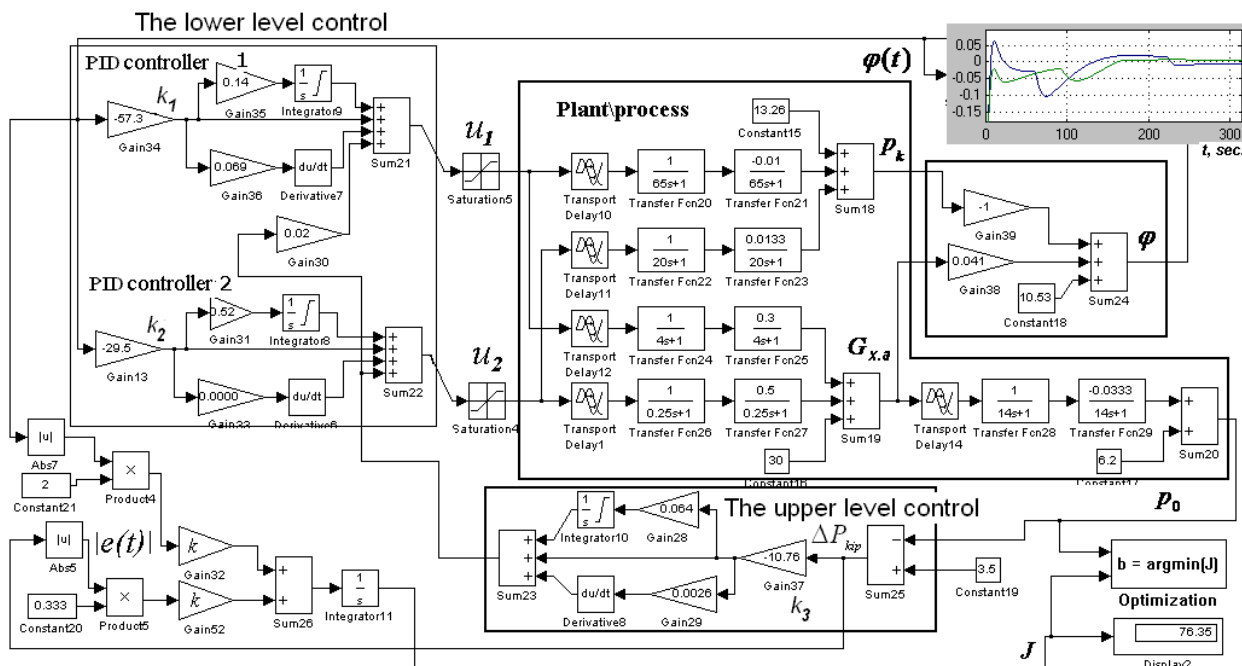 The lower level control
PID controller 1
k1
-57.3
Gain34
0.14
Gain35
1
s
Integrator9
0.069
Gain36
du/dt
Derivative7
+
+
+
+
Sum21
0.02
Gain30
PID controller 2
k2
-29.5
Gain13
0.52
Gain31
1
s
Integrator8
0.0000
Gain33
du/dt
Derivative6
+
+
+
+
Sum22
u1
Saturation5
u2
Saturation4
φ(t)
0.05
0
-0.05
-0.1
-0.15
0
100
200
300
t, sec.
Plant\process
13.26
Constant15
Transport
Delay10
1
65s+1
Transfer Fcn20
-0.01
65s+1
Transfer Fcn21
+
+
+
Sum18
pk
Transport
Delay11
1
20s+1
Transfer Fcn22
0.0133
20s+1
Transfer Fcn23
Transport
Delay12
1
4s+1
Transfer Fcn24
0.3
4s+1
Transfer Fcn25
Transport
Delay1
1
0.25s+1
Transfer Fcn26
0.5
0.25s+1
Transfer Fcn27
+
+
+
Sum19
Gx.a
30
Constant16
-1
Gain39
0.041
Gain38
10.53
Constant18
+
+
+
Sum24
φ
Transport
Delay14
1
14s+1
Transfer Fcn28
-0.0333
14s+1
Transfer Fcn29
6.2
Constant17
+
+
Sum20
p0
|u|
Abs7
2
Constant21
×
Product4
|u|
Abs5
|e(t)|
0.333
Constant20
×
Product5
k
Gain32
k
Gain52
+
+
Sum26
1
s
Integrator11
The upper level control
+
+
+
Sum23
1
s
Integrator10
0.064
Gain28
du/dt
Derivative8
0.0026
Gain29
-10.76
Gain37
k3
ΔPkip
-
+
Sum25
3.5
Constant19
b = argmin(J)
Optimization
J
76.35
Display2